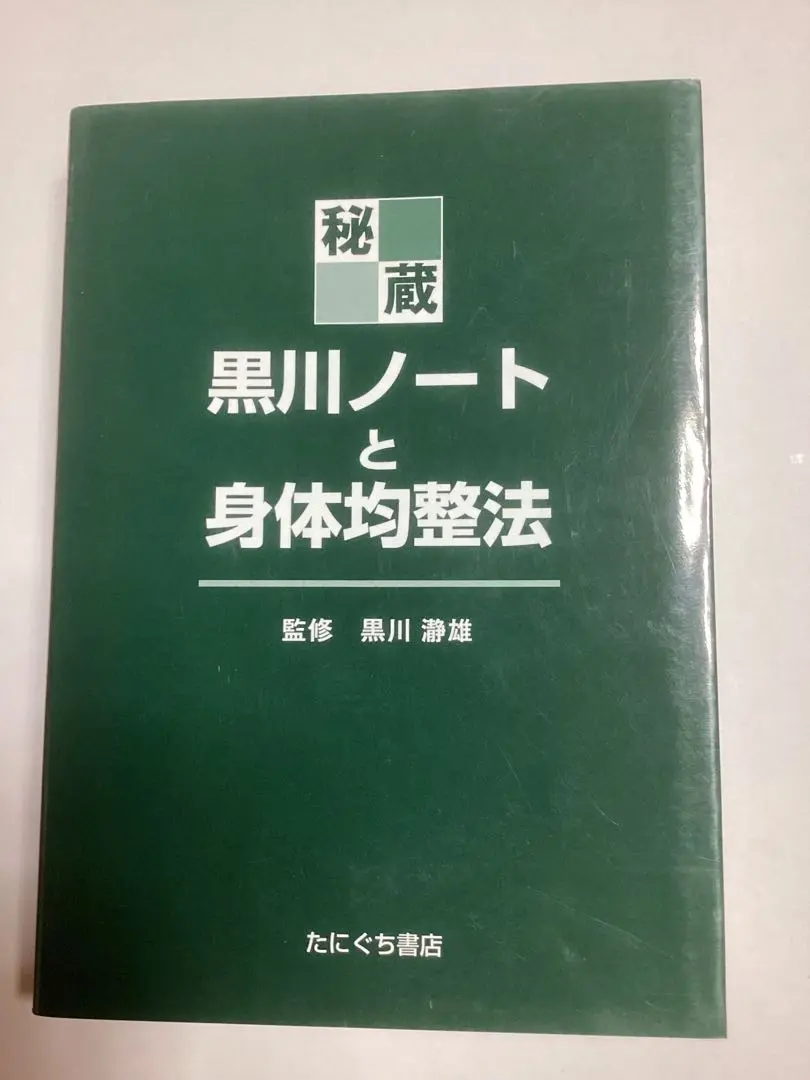 秘蔵
黒川ノート
と
身体均整法
監修 黒川 瀞雄
たにぐち書店